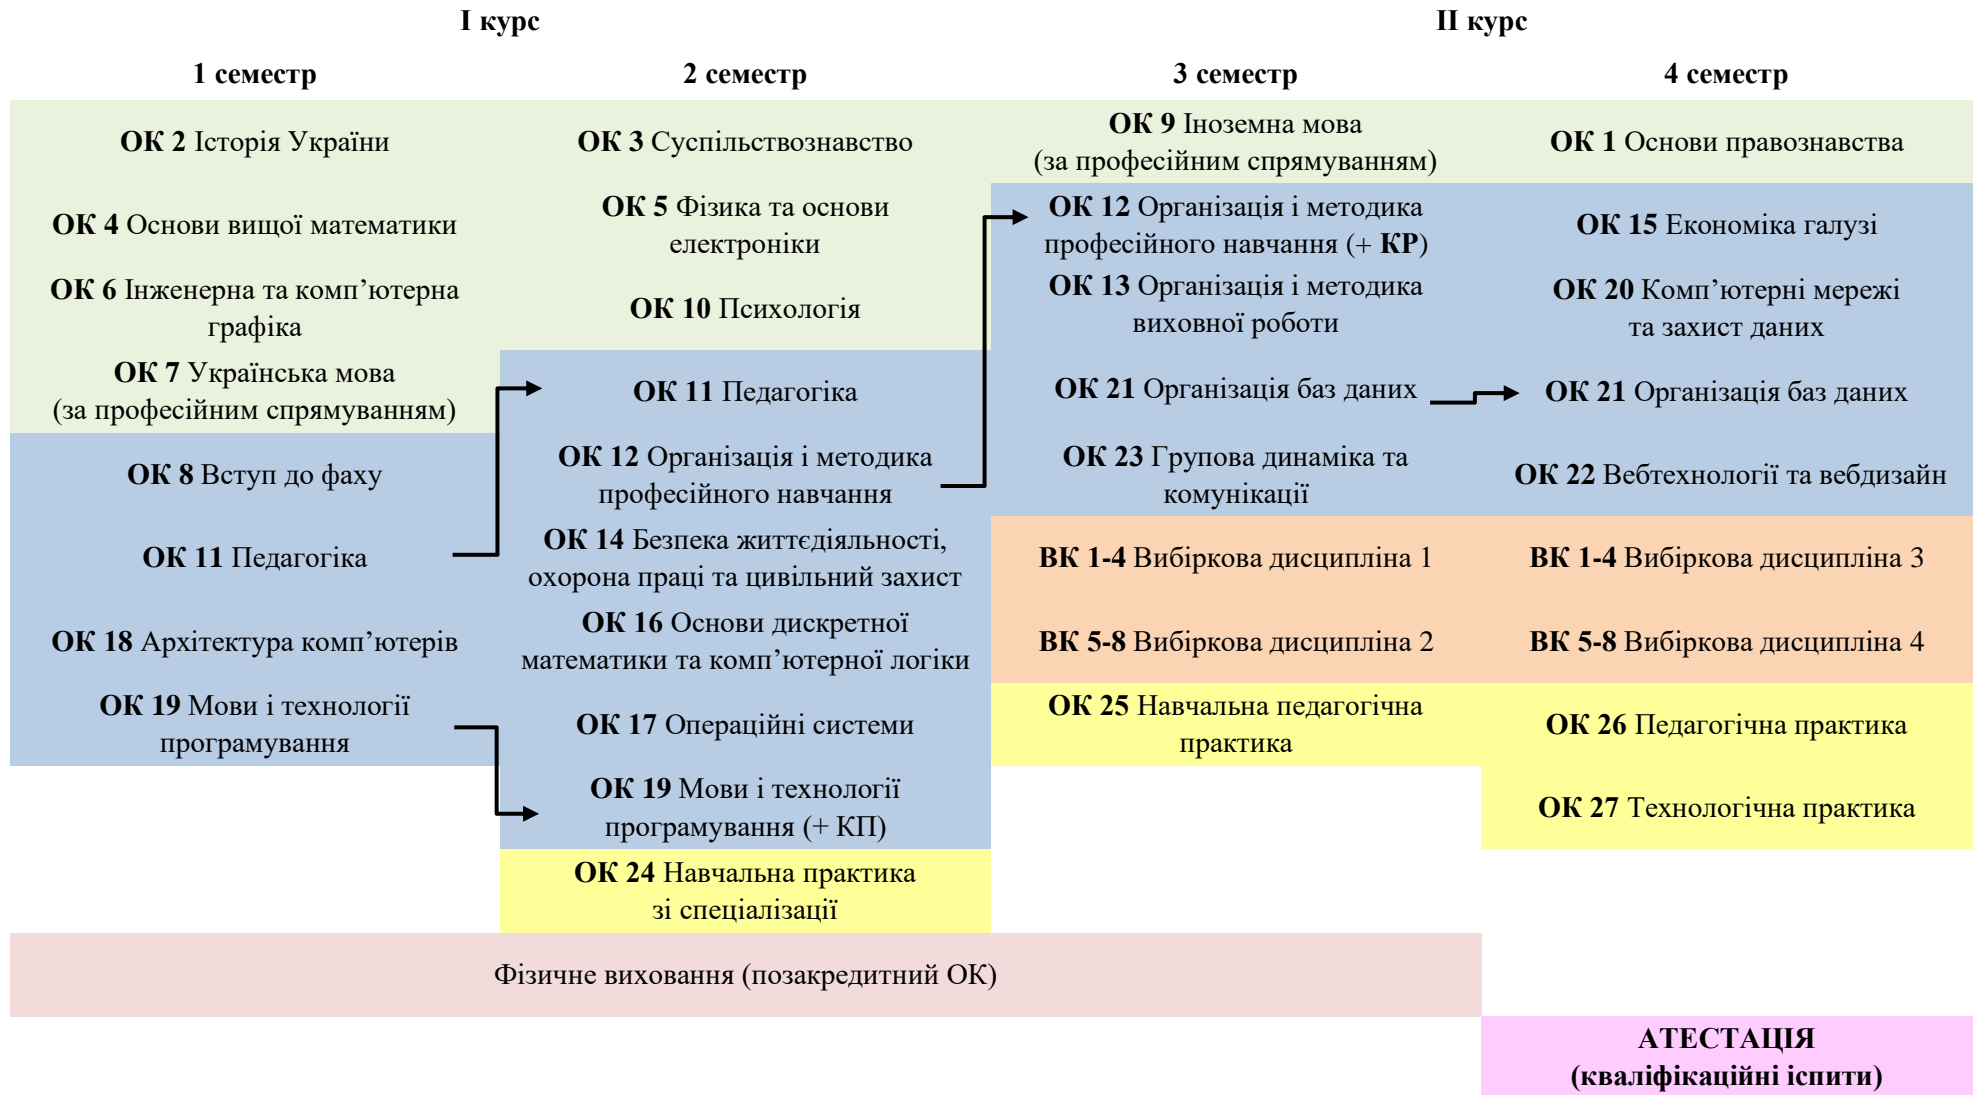 І курс
ІІ курс
1 семестр
2 семестр
3 семестр
4 семестр
ОК 2 Історія України
ОК 3 Суспільствознавство
ОК 9 Іноземна мова
(за професійним спрямуванням)
ОК 1 Основи правознавства
ОК 4 Основи вищої математики
ОК 5 Фізика та основи
електроніки
ОК 12 Організація і методика
професійного навчання (+ КР)
ОК 15 Економіка галузі
ОК 6 Інженерна та комп’ютерна
графіка
ОК 10 Психологія
ОК 13 Організація і методика
виховної роботи
ОК 20 Комп’ютерні мережі
та захист даних
ОК 7 Українська мова
(за професійним спрямуванням)
ОК 11 Педагогіка
ОК 21 Організація баз даних
ОК 21 Організація баз даних
ОК 8 Вступ до фаху
ОК 12 Організація і методика
професійного навчання
ОК 23 Групова динаміка та
комунікації
ОК 22 Вебтехнології та вебдизайн
ОК 11 Педагогіка
ОК 14 Безпека життєдіяльності,
охорона праці та цивільний захист
ВК 1-4 Вибіркова дисципліна 1
ВК 1-4 Вибіркова дисципліна 3
ОК 18 Архітектура комп’ютерів
ОК 16 Основи дискретної
математики та комп’ютерної логіки
ВК 5-8 Вибіркова дисципліна 2
ВК 5-8 Вибіркова дисципліна 4
ОК 19 Мови і технології
програмування
ОК 17 Операційні системи
ОК 25 Навчальна педагогічна
практика
ОК 26 Педагогічна практика
ОК 19 Мови і технології
програмування (+ КП)
ОК 27 Технологічна практика
ОК 24 Навчальна практика
зі спеціалізації
Фізичне виховання (позакредитний ОК)
АТЕСТАЦІЯ
(кваліфікаційні іспити)